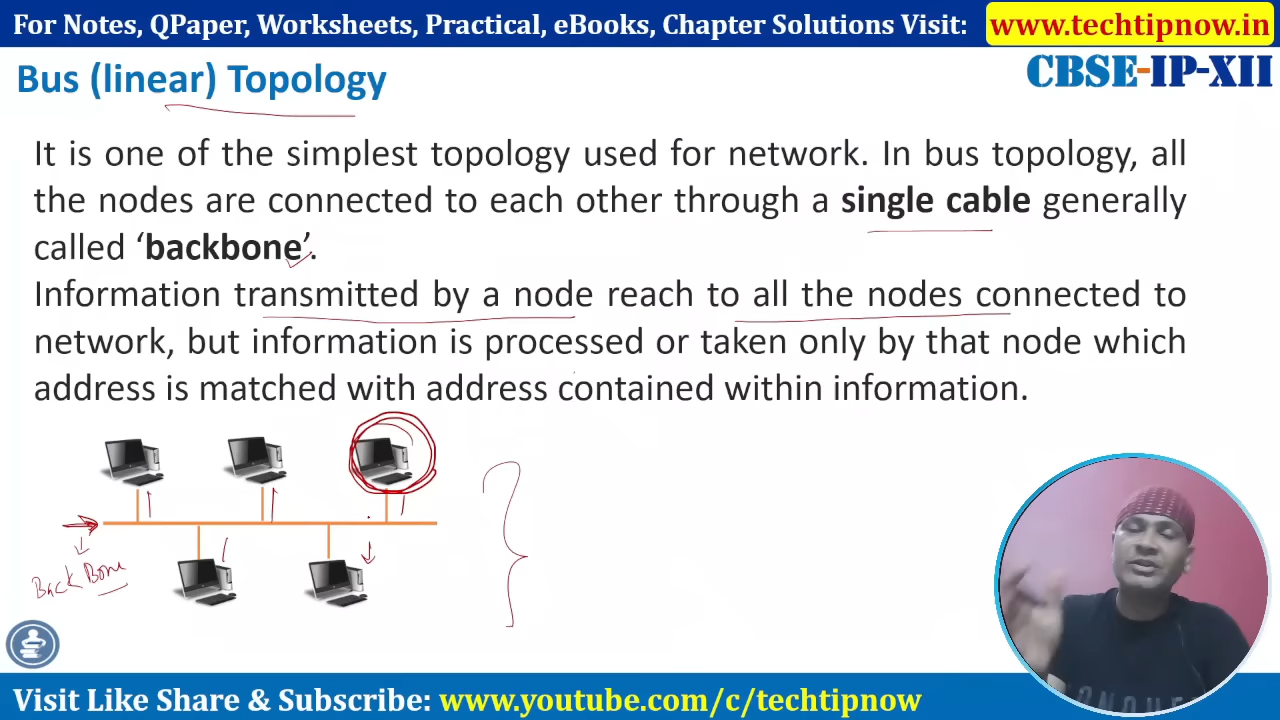 For Notes, QPaper, Worksheets, Practical, eBooks, Chapter Solutions Visit: www.techtipnow.in
Bus (linear) Topology
CBSE-IP-XII
It is one of the simplest topology used for network. In bus topology, all
the nodes are connected to each other through a single cable generally
called ‘backbone’.
Information transmitted by a node reach to all the nodes connected to
network, but information is processed or taken only by that node which
address is matched with address contained within information.
Back Bone
Visit Like Share & Subscribe: www.youtube.com/c/techtipnow